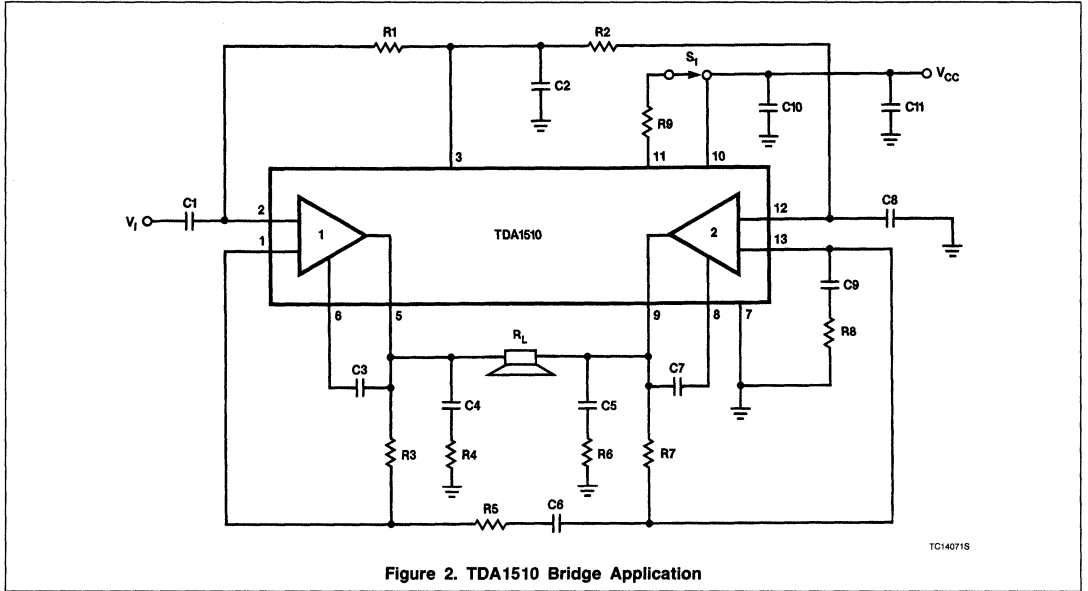 R1
R2
S1
VCC
C2
C10
C11
R9
3
11
10
C1
VI
2
1
1
TDA1510
2
12
13
C8
C9
6
5
9
8
7
RL
R8
C3
C7
C4
C5
R3
R4
R6
R7
R5
C6
TC14071S
Figure 2. TDA1510 Bridge Application